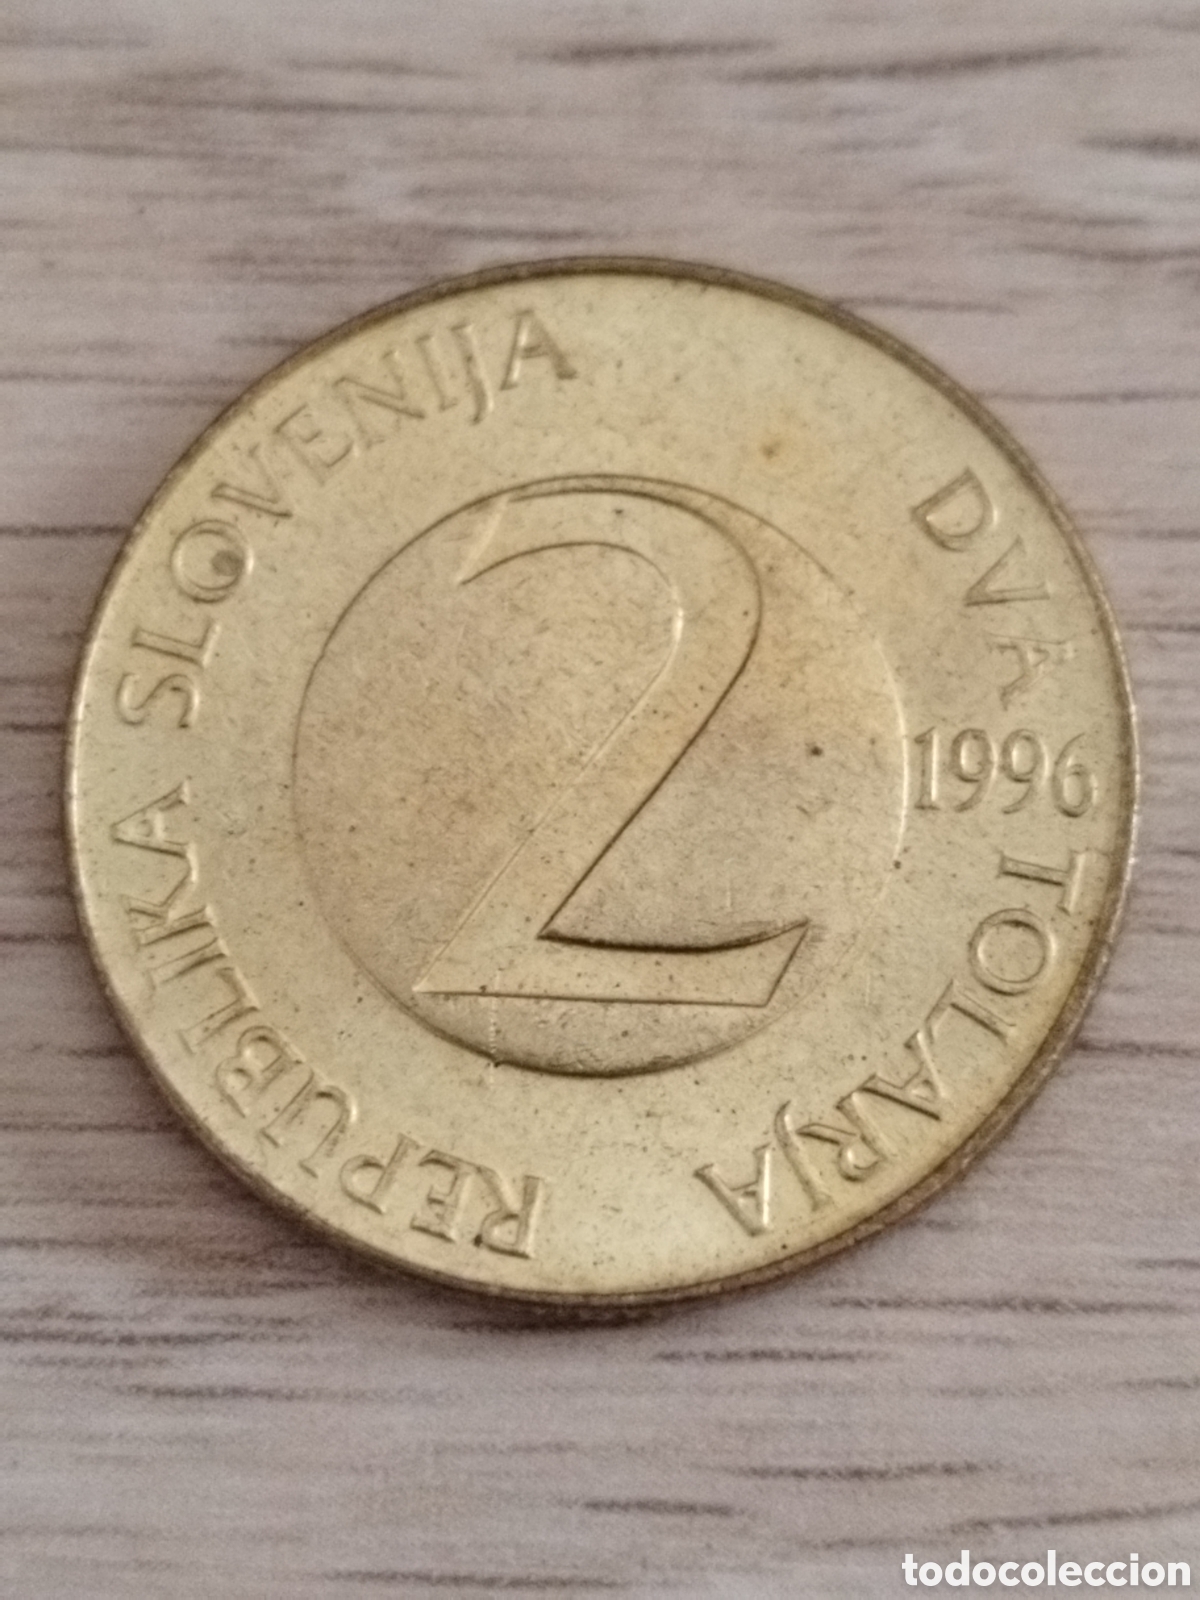 REPUBLIKA SLOVENIJA
DVA TOLARJA
1996
2
todocoleccion